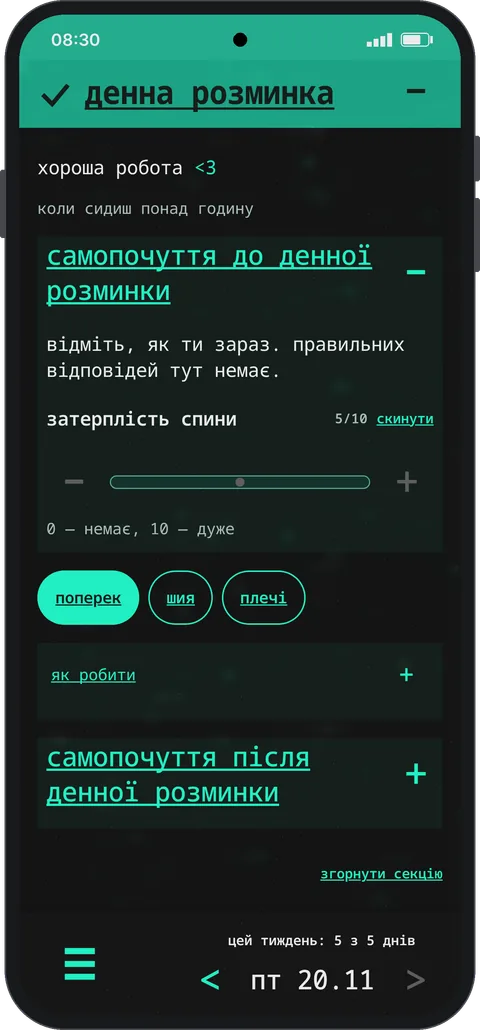 08:30
денна розминка
хороша робота <3
коли сидиш понад годину
самопочуття до денної
розминки
відміть, як ти зараз. правильних
відповідей тут немає.
затерплість спини 5/10 скинути
0 — немає, 10 — дуже
поперек шия плечі
як робити +
самопочуття після
денної розминки
згорнути секцію
цей тиждень: 5 з 5 днів
< пт 20.11 >